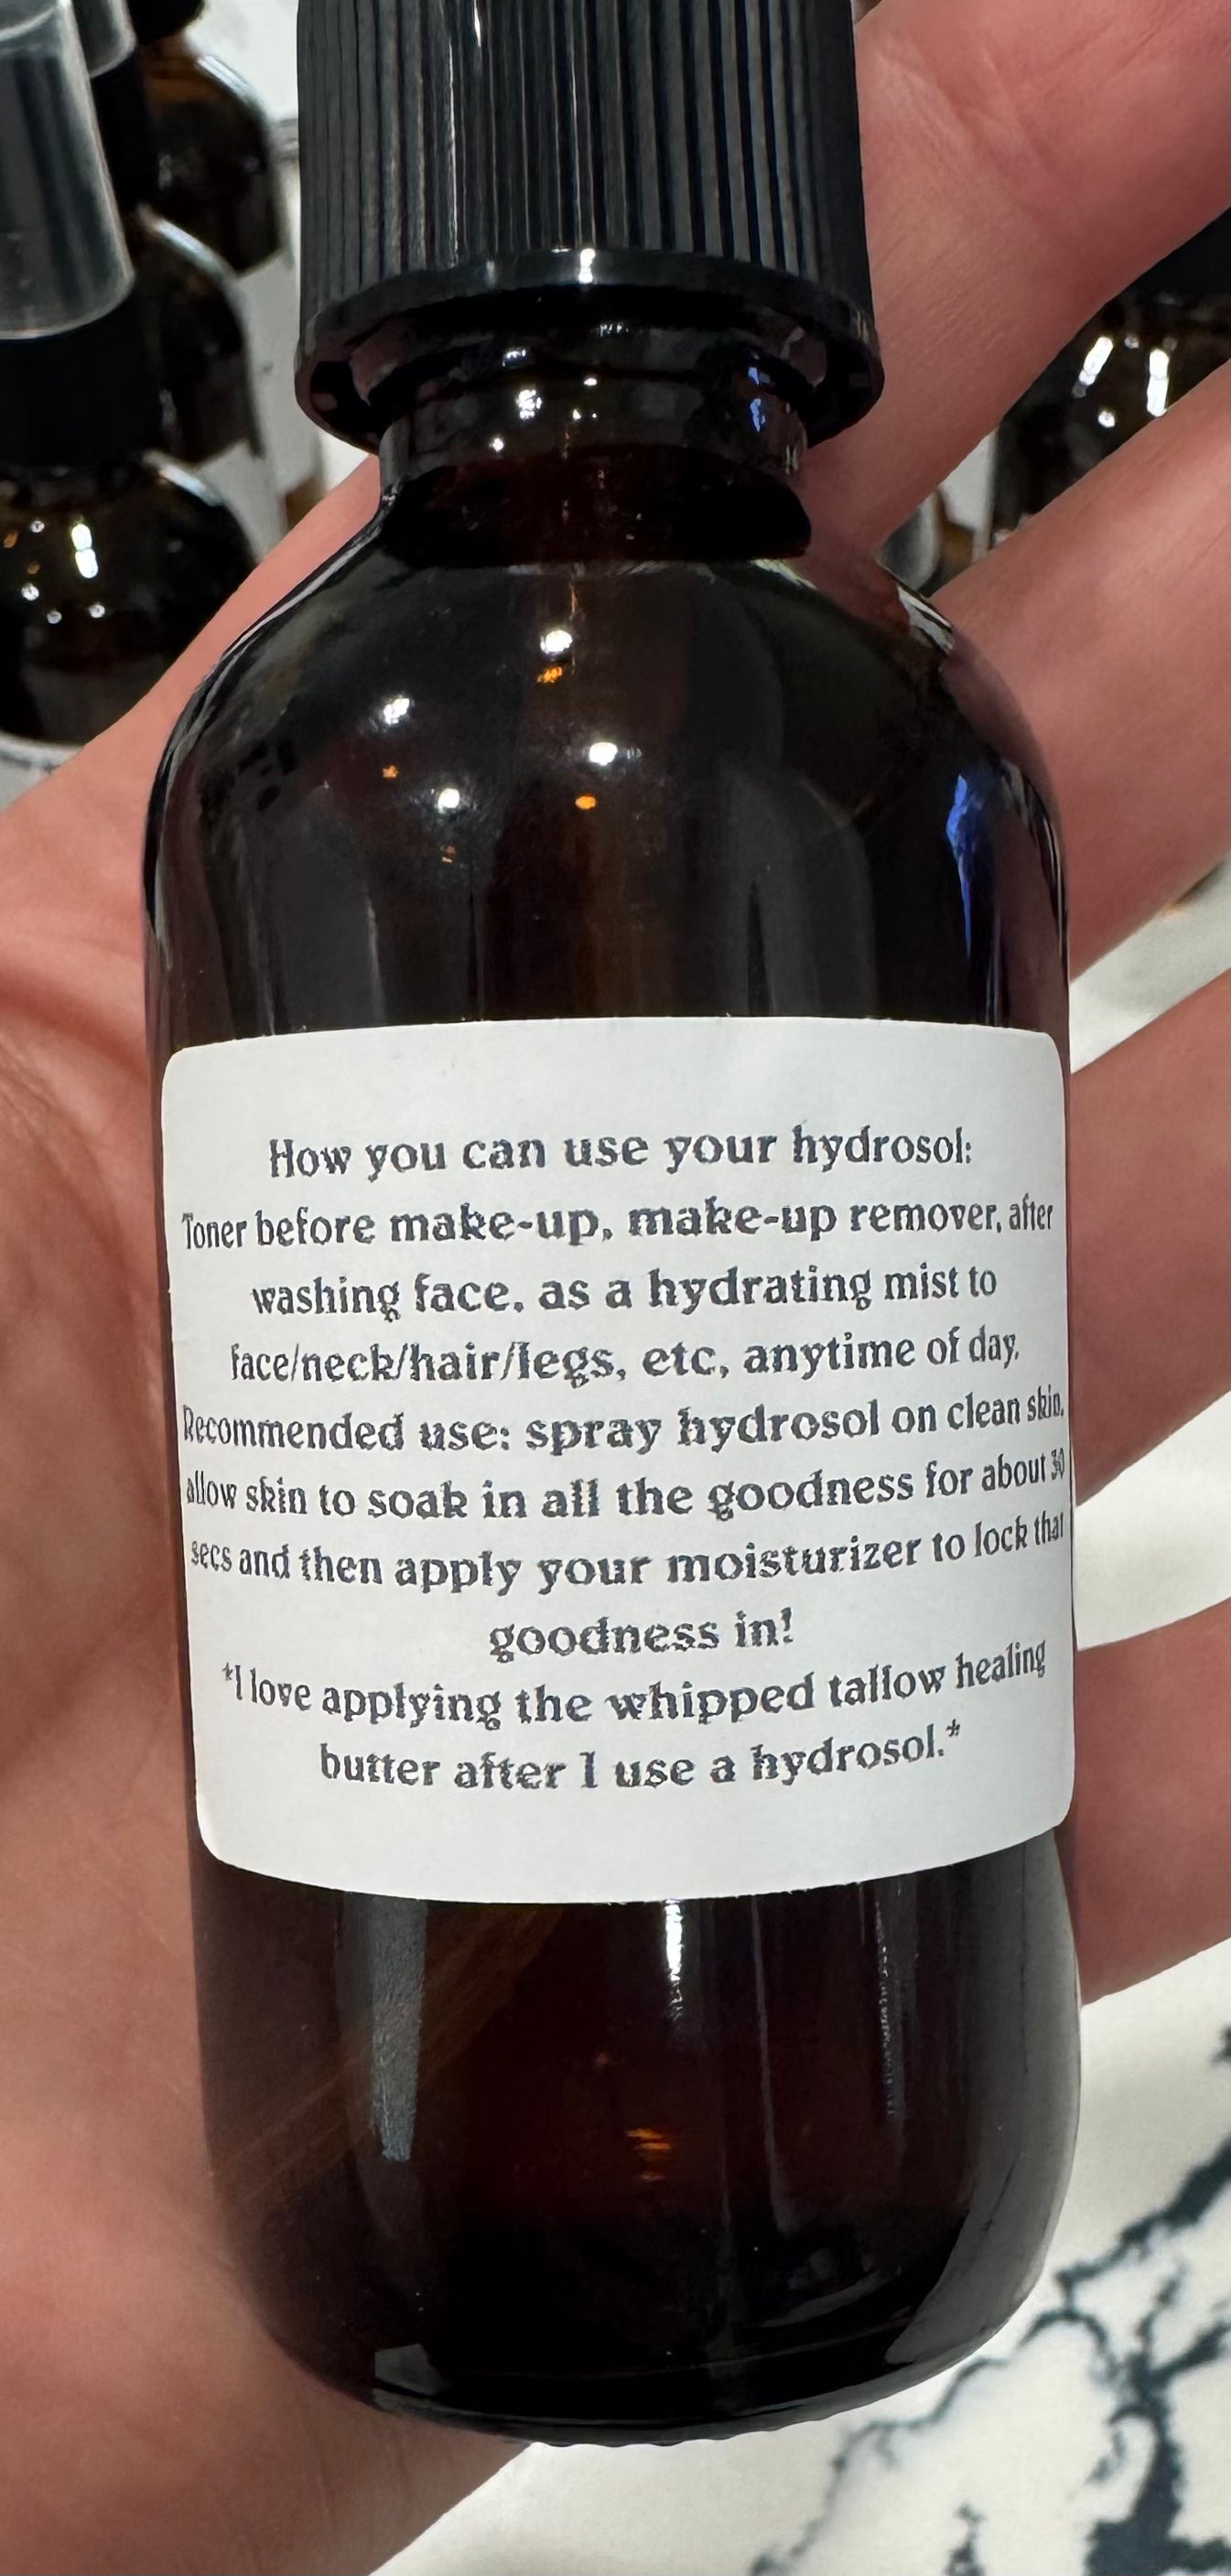 How you can use your hydrosol:
Toner before make-up, make-up remover, after
washing face, as a hydrating mist to
face/neck/hair/legs, etc, anytime of day.
Recommended use: spray hydrosol on clean skin,
allow skin to soak in all the goodness for about 30
secs and then apply your moisturizer to lock that
goodness in!
*I love applying the whipped tallow healing
butter after I use a hydrosol.*